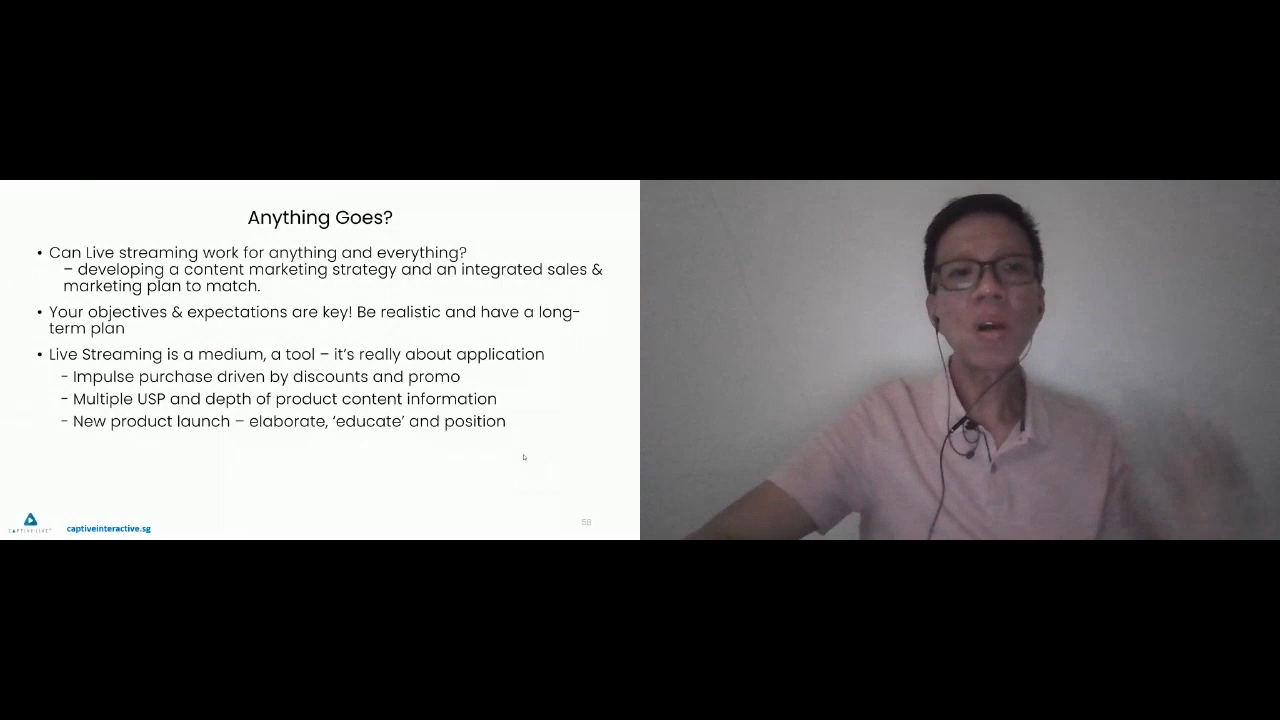 Anything Goes?
• Can Live streaming work for anything and everything?
– developing a content marketing strategy and an integrated sales &
marketing plan to match.
• Your objectives & expectations are key! Be realistic and have a long-
term plan
• Live Streaming is a medium, a tool – it's really about application
- Impulse purchase driven by discounts and promo
- Multiple USP and depth of product content information
- New product launch – elaborate, ‘educate’ and position
CAPTIVE LIVE
captiveinteractive.sg
58